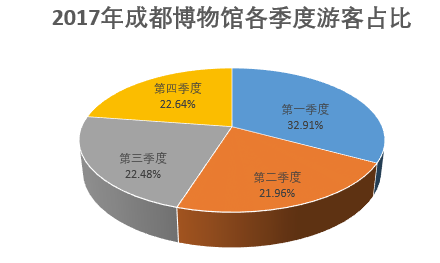 2017年成都博物馆各季度游客占比
第一季度
32.91%
第二季度
21.96%
第三季度
22.48%
第四季度
22.64%